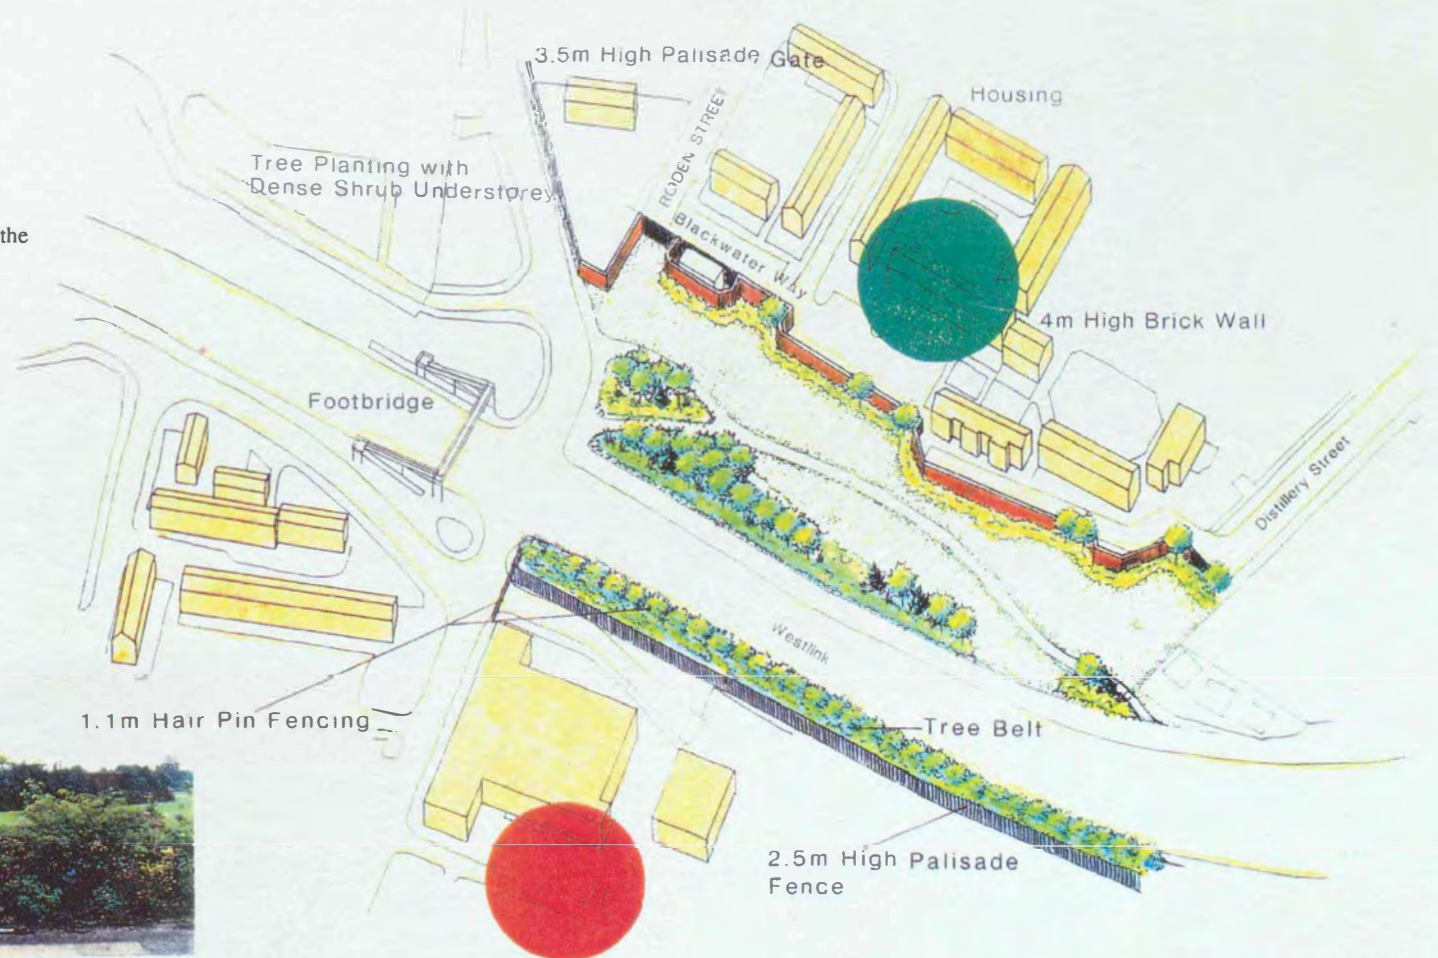 3.5m High Palisade Gate
Housing
RODEN STREET
Tree Planting with
Dense Shrub Understorey
the
Blackwater Way
4m High Brick Wall
Footbridge
Distillery Street
Westlink
1.1m Hair Pin Fencing
Tree Belt
2.5m High Palisade
Fence